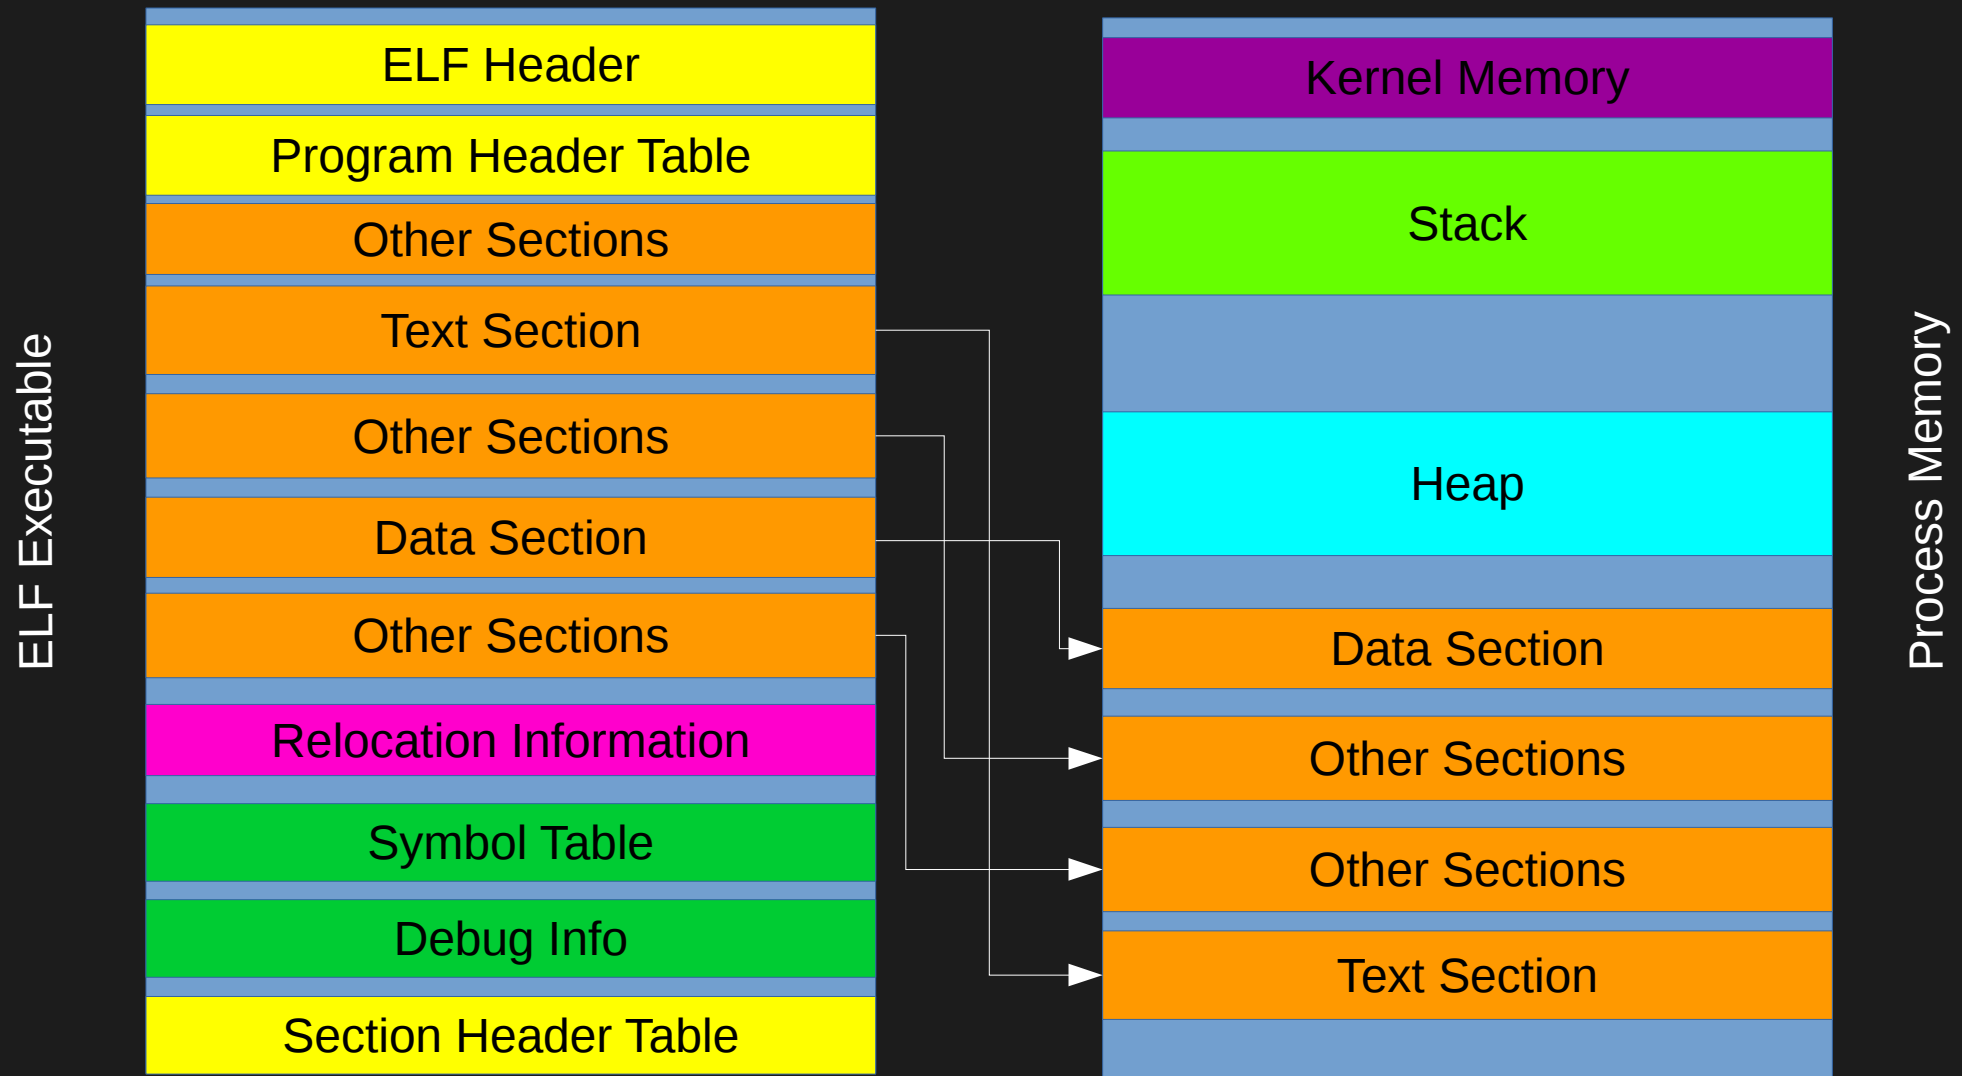 ELF Executable
ELF Header
Program Header Table
Other Sections
Text Section
Other Sections
Data Section
Other Sections
Relocation Information
Symbol Table
Debug Info
Section Header Table
Kernel Memory
Stack
Heap
Data Section
Other Sections
Other Sections
Text Section
Process Memory